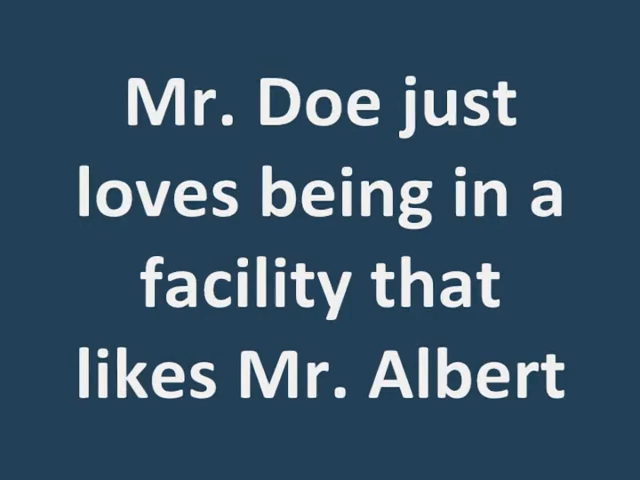 Mr. Doe just
loves being in a
facility that
likes Mr. Albert